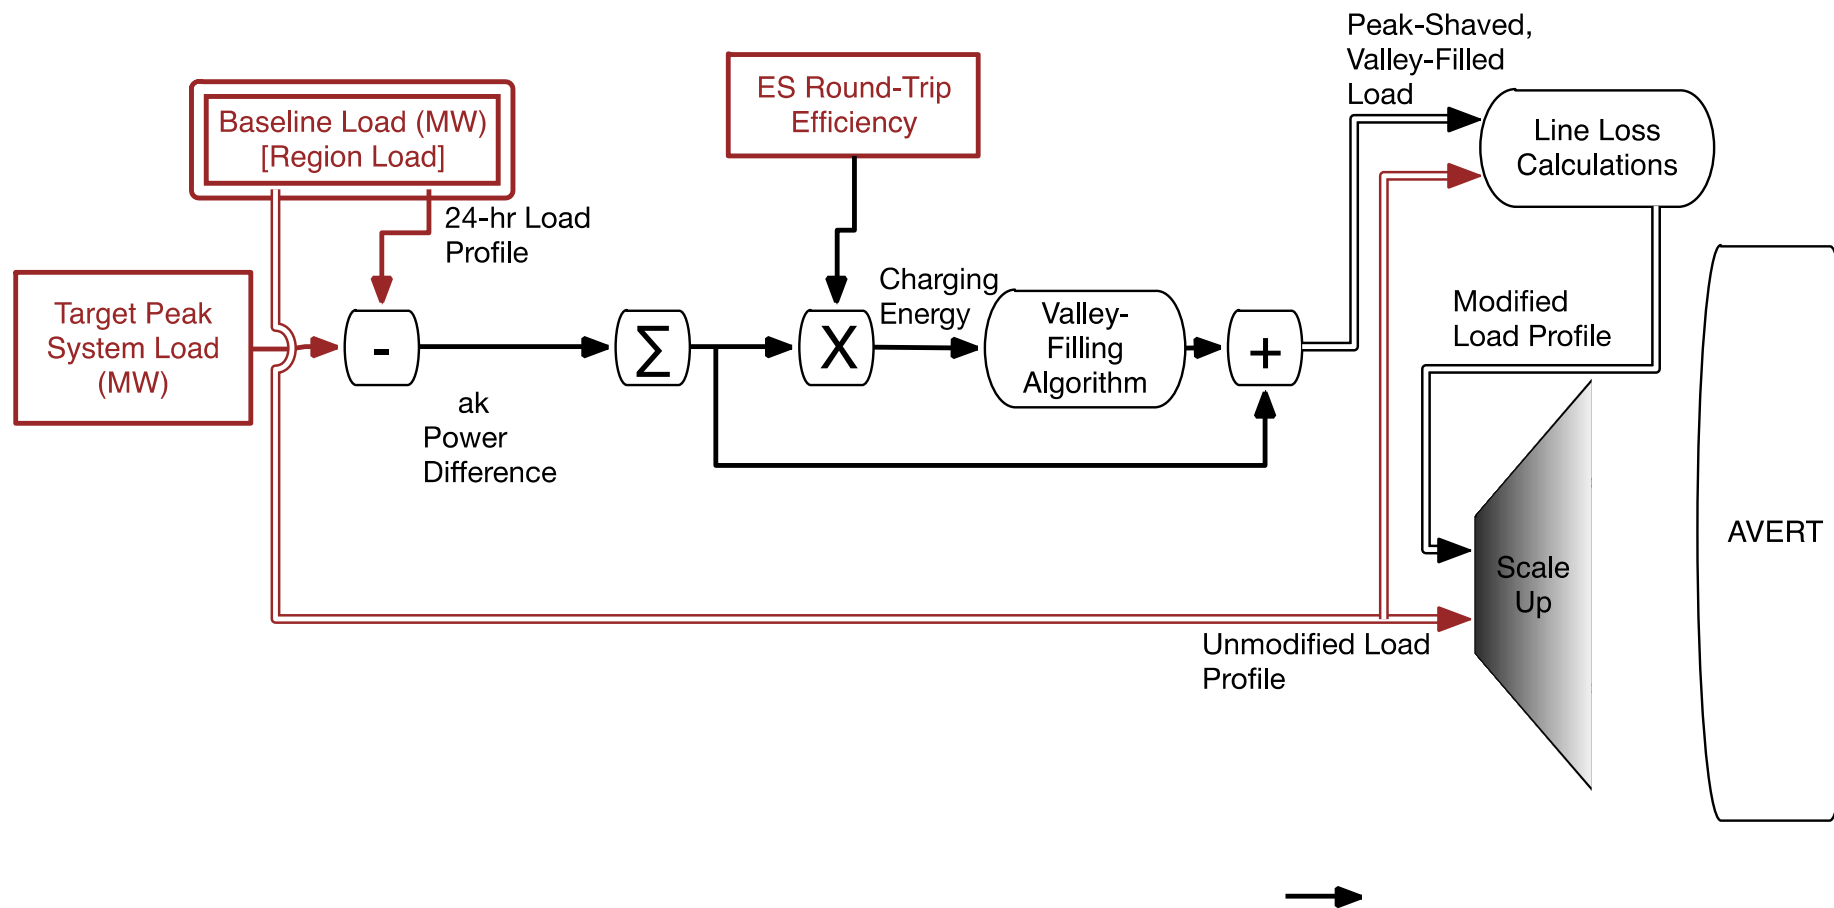 Peak-Shaved,
Valley-Filled
Load
ES Round-Trip
Efficiency
Baseline Load (MW)
[Region Load]
Line Loss
Calculations
24-hr Load
Profile
Target Peak
System Load
(MW)
-
Σ
X
Charging
Energy
Valley-
Filling
Algorithm
+
Modified
Load Profile
ak
Power
Difference
AVERT
Scale
Up
Unmodified Load
Profile